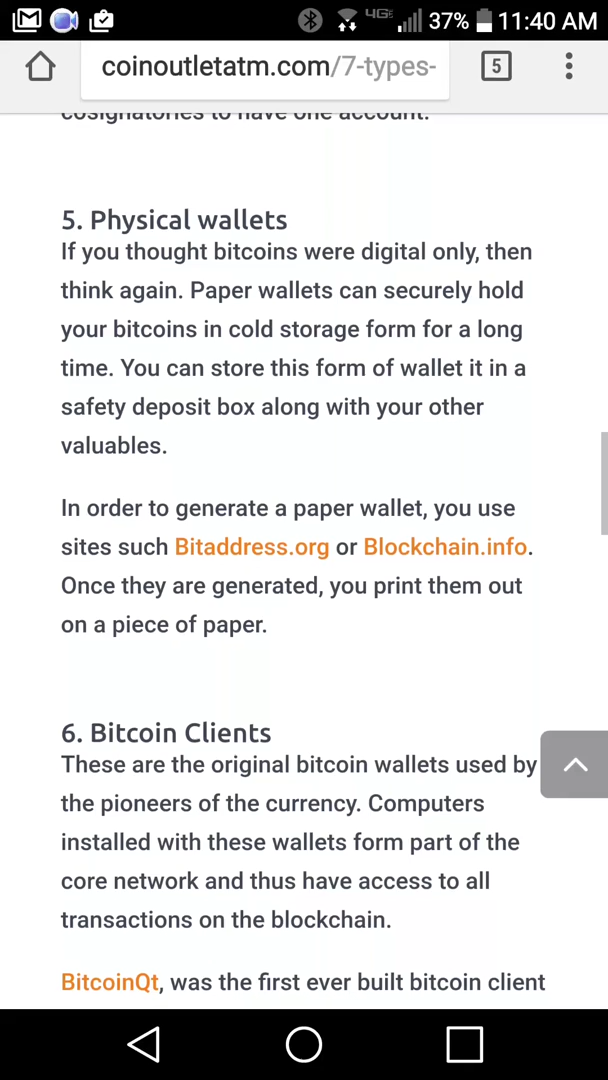 4GE 37% 11:40 AM
coinoutletatm.com/7-types-
5
cosignatories to have one account.
5. Physical wallets
If you thought bitcoins were digital only, then
think again. Paper wallets can securely hold
your bitcoins in cold storage form for a long
time. You can store this form of wallet it in a
safety deposit box along with your other
valuables.
In order to generate a paper wallet, you use
sites such Bitaddress.org or Blockchain.info.
Once they are generated, you print them out
on a piece of paper.
6. Bitcoin Clients
These are the original bitcoin wallets used by
the pioneers of the currency. Computers
installed with these wallets form part of the
core network and thus have access to all
transactions on the blockchain.
BitcoinQt, was the first ever built bitcoin client